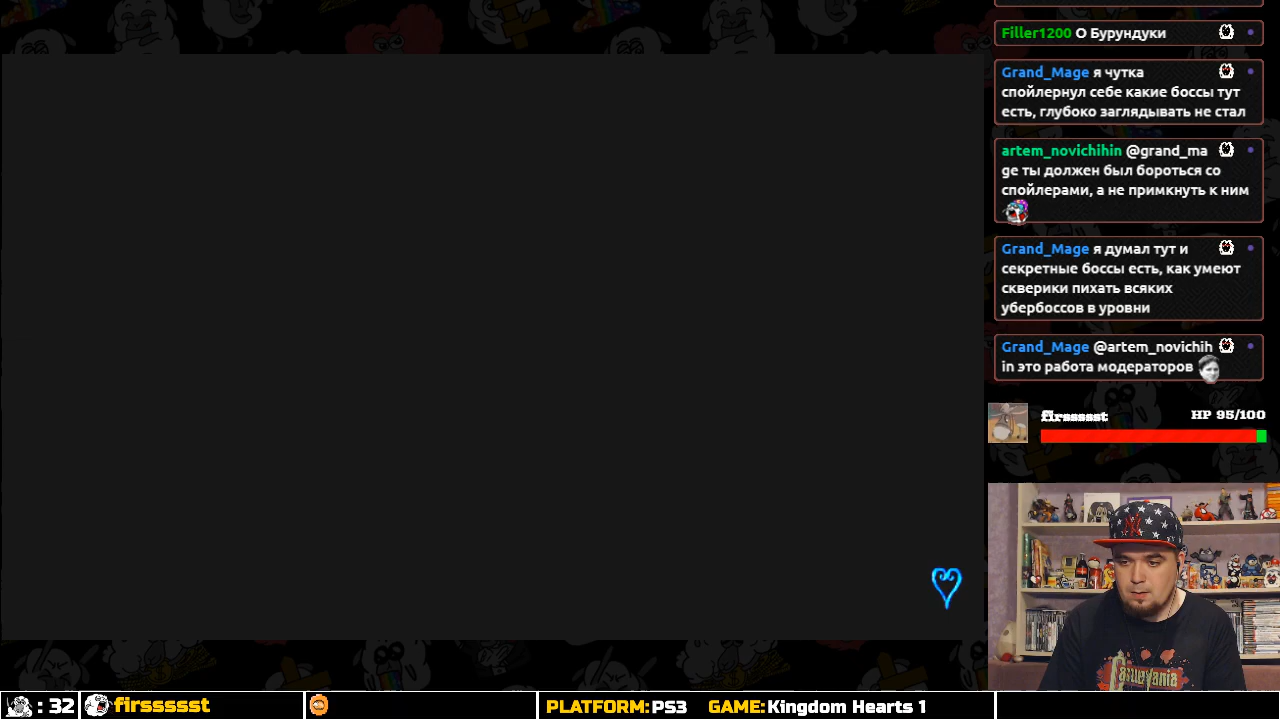 Filler1200 О Бурундуки
Grand_Mage я чутка
спойлернул себе какие боссы тут
есть, глубоко заглядывать не стал
artem_novichihin @grand_ma
ge ты должен был бороться со
спойлерами, а не примкнуть к ним
Grand_Mage я думал тут и
секретные боссы есть, как умеют
скверики пихать всяких
убербоссов в уровни
Grand_Mage @artem_novichih
in это работа модераторов
firssssst HP 95/100
: 32 firssssst PLATFORM:PS3 GAME:Kingdom Hearts 1